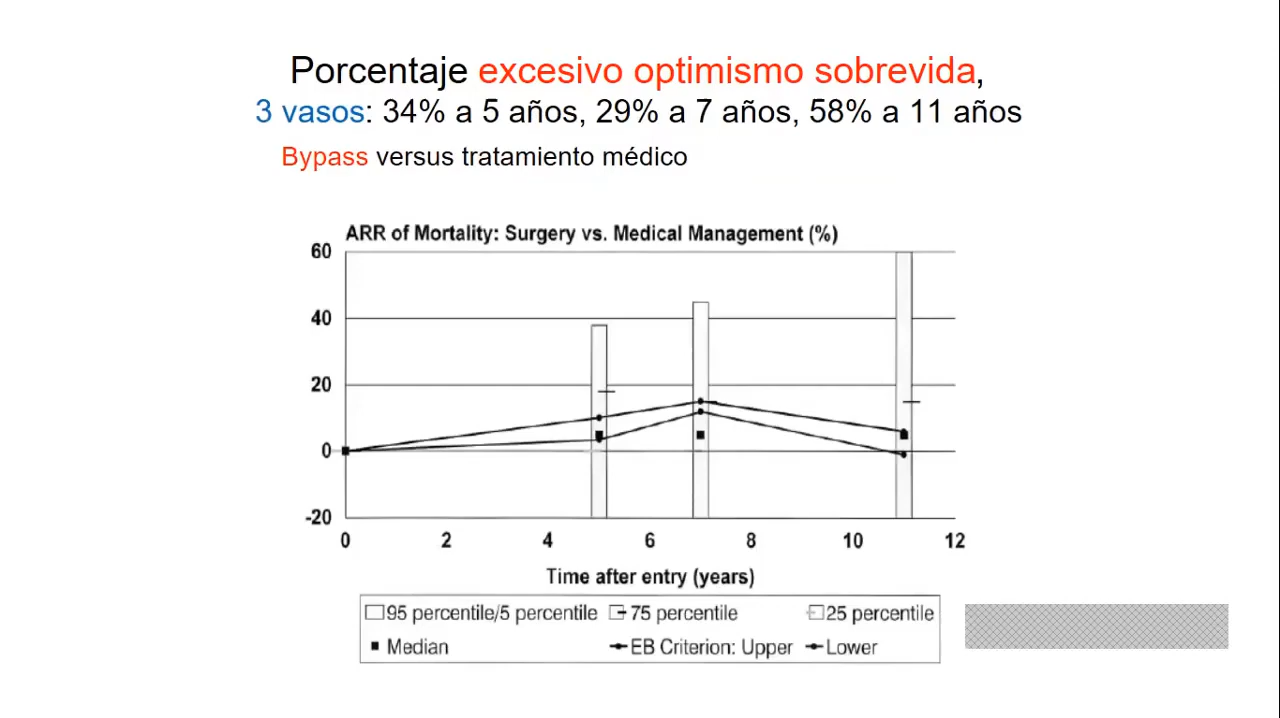 Porcentaje excesivo optimismo sobrevida,
3 vasos: 34% a 5 años, 29% a 7 años, 58% a 11 años
Bypass versus tratamiento médico
ARR of Mortality: Surgery vs. Medical Management (%)
60
40
20
0
-20
0 2 4 6 8 10 12
Time after entry (years)
95 percentile/5 percentile 75 percentile 25 percentile
Median EB Criterion: Upper Lower